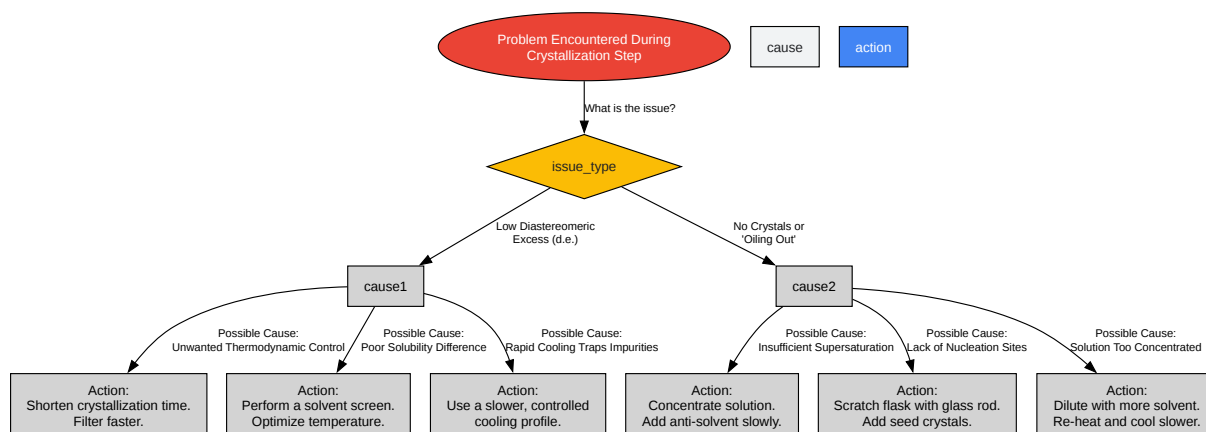 Problem Encountered During
Crystallization Step
cause
action
What is the issue?
issue_type
Low Diastereomeric
Excess (d.e.)
No Crystals or
'Oiling Out'
cause1
cause2
Possible Cause:
Unwanted Thermodynamic Control
Possible Cause:
Poor Solubility Difference
Possible Cause:
Rapid Cooling Traps Impurities
Possible Cause:
Insufficient Supersaturation
Possible Cause:
Lack of Nucleation Sites
Possible Cause:
Solution Too Concentrated
Action:
Shorten crystallization time.
Filter faster.
Action:
Perform a solvent screen.
Optimize temperature.
Action:
Use a slower, controlled
cooling profile.
Action:
Concentrate solution.
Add anti-solvent slowly.
Action:
Scratch flask with glass rod.
Add seed crystals.
Action:
Dilute with more solvent.
Re-heat and cool slower.